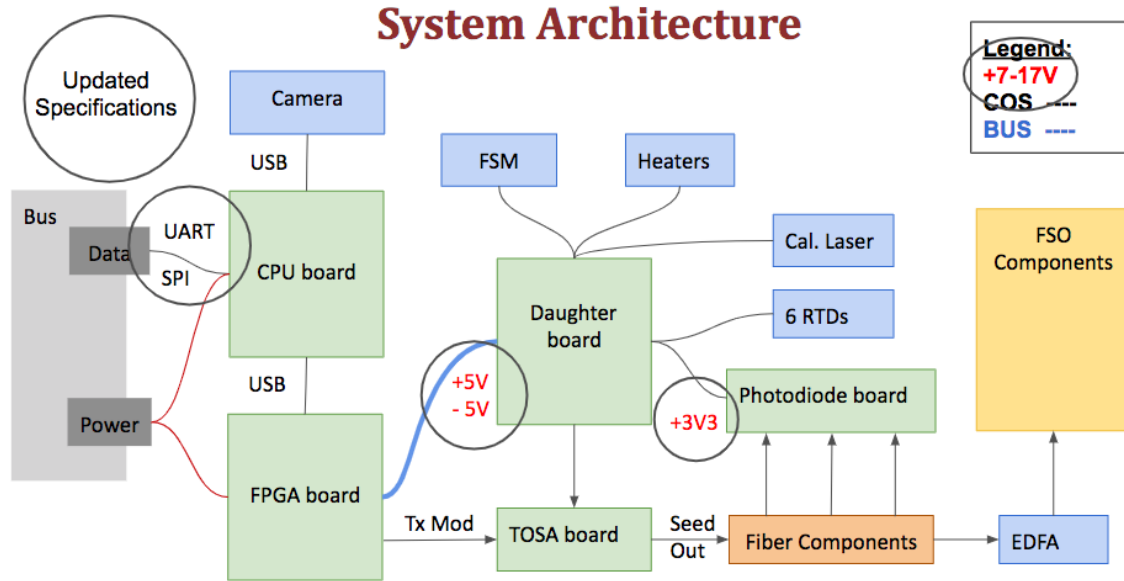 System Architecture
Updated
Specifications
Legend:
+7-17V
COS ----
BUS ----
Camera
USB
FSM
Heaters
Bus
Data
UART
SPI
CPU board
Cal. Laser
FSO
Components
Daughter
board
6 RTDs
USB
+5V
- 5V
Photodiode board
+3V3
Power
FPGA board
Tx Mod
TOSA board
Seed
Out
Fiber Components
EDFA